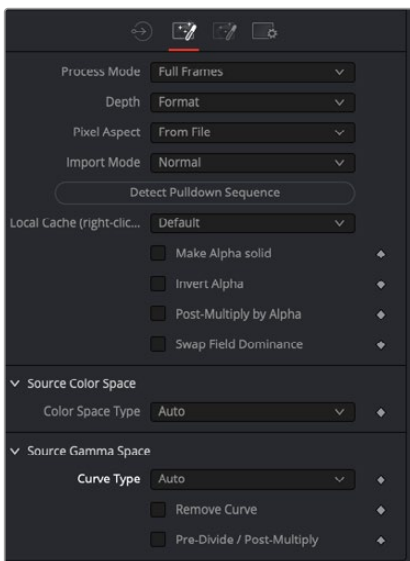 Process Mode Full Frames
Depth Format
Pixel Aspect From File
Import Mode Normal
Detect Pulldown Sequence
Local Cache (right-clic... Default
Make Alpha solid
Invert Alpha
Post-Multiply by Alpha
Swap Field Dominance
Source Color Space
Color Space Type Auto
Source Gamma Space
Curve Type Auto
Remove Curve
Pre-Divide / Post-Multiply